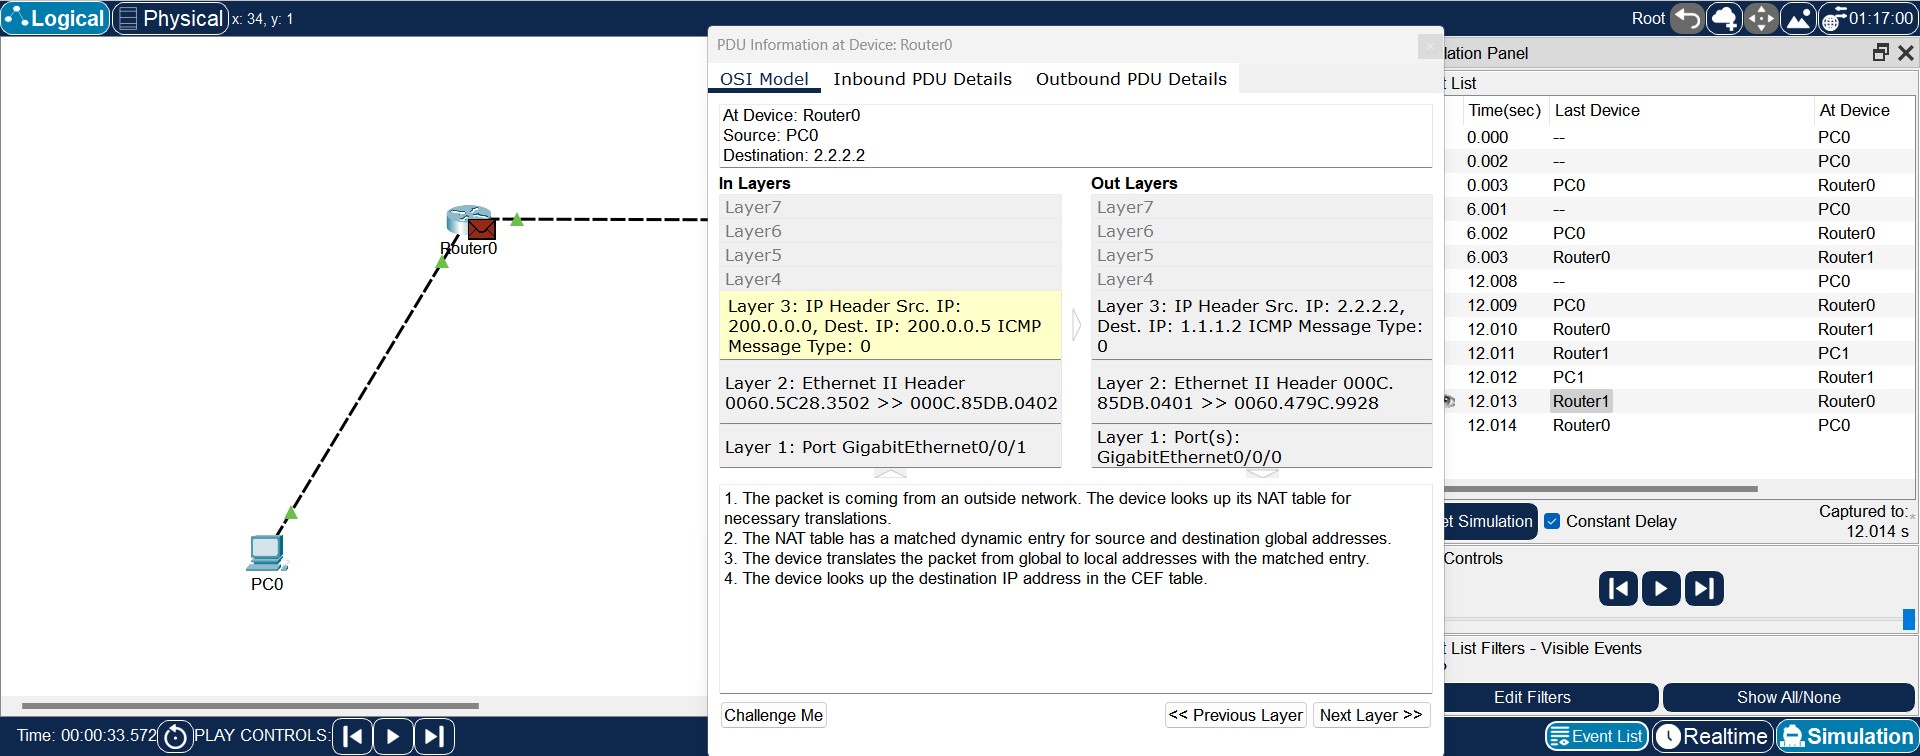 Logical
Physical
x: 34, y: 1
Root
01:17:00
PDU Information at Device: Router0
OSI Model
Inbound PDU Details
Outbound PDU Details
At Device: Router0
Source: PC0
Destination: 2.2.2.2
In Layers
Layer7
Layer6
Layer5
Layer4
Layer 3: IP Header Src. IP:
200.0.0.0, Dest. IP: 200.0.0.5 ICMP
Message Type: 0
Layer 2: Ethernet II Header
0060.5C28.3502 >> 000C.85DB.0402
Layer 1: Port GigabitEthernet0/0/1
Out Layers
Layer7
Layer6
Layer5
Layer4
Layer 3: IP Header Src. IP: 2.2.2.2,
Dest. IP: 1.1.1.2 ICMP Message Type:
0
Layer 2: Ethernet II Header 000C.
85DB.0401 >> 0060.479C.9928
Layer 1: Port(s):
GigabitEthernet0/0/0
1. The packet is coming from an outside network. The device looks up its NAT table for
necessary translations.
2. The NAT table has a matched dynamic entry for source and destination global addresses.
3. The device translates the packet from global to local addresses with the matched entry.
4. The device looks up the destination IP address in the CEF table.
Challenge Me
<< Previous Layer
Next Layer >>
Router0
PC0
lation Panel
t List
Time(sec) Last Device At Device
0.000 -- PC0
0.002 -- PC0
0.003 PC0 Router0
6.001 -- PC0
6.002 PC0 Router0
6.003 Router0 Router1
12.008 -- PC0
12.009 PC0 Router0
12.010 Router0 Router1
12.011 Router1 PC1
12.012 PC1 Router1
12.013 Router1 Router0
12.014 Router0 PC0
et Simulation
Constant Delay
Captured to:
12.014 s
Controls
t List Filters - Visible Events
Edit Filters
Show All/None
Time: 00:00:33.572
PLAY CONTROLS:
Event List
Realtime
Simulation